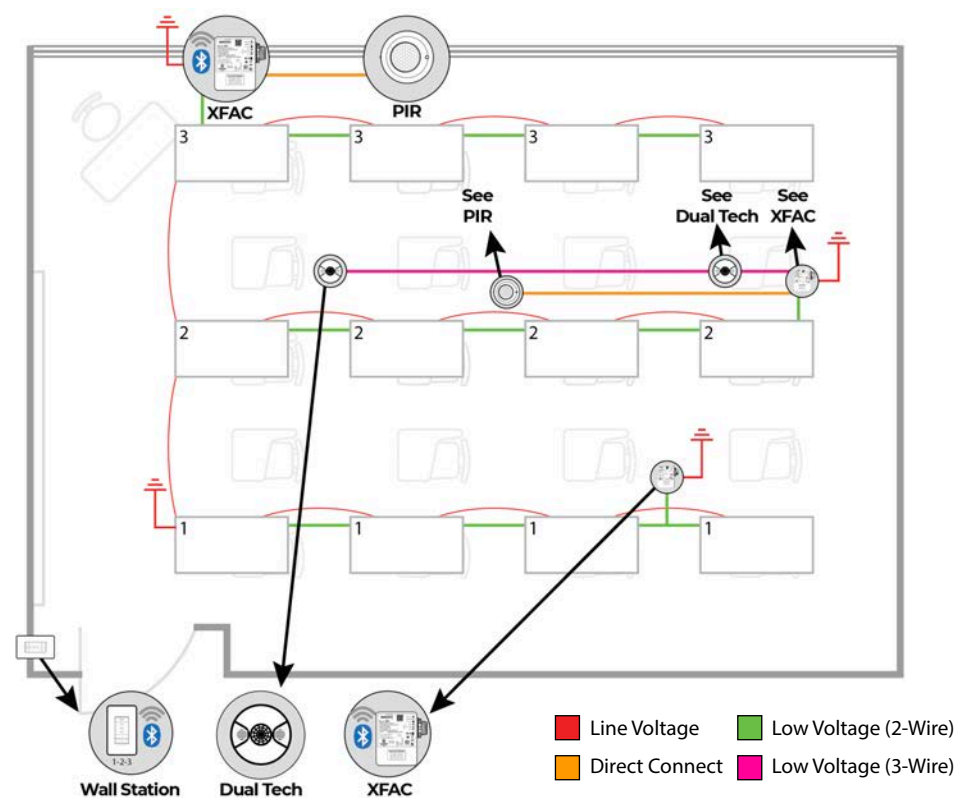 XFAC
PIR
3
3
3
3
See
PIR
See
Dual Tech
See
XFAC
2
2
2
2
1
1
1
1
1-2-3
Wall Station
Dual Tech
XFAC
Line Voltage
Low Voltage (2-Wire)
Direct Connect
Low Voltage (3-Wire)